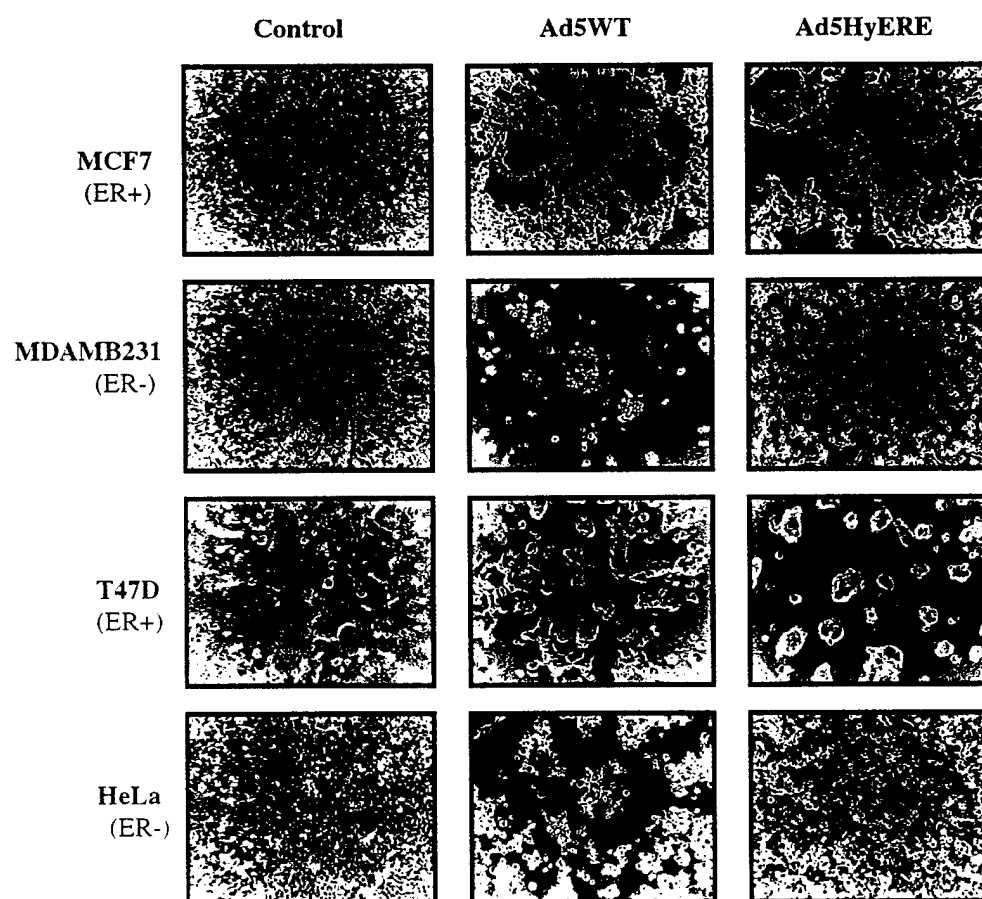 Control Ad5WT Ad5HyERE
MCF7
(ER+)
MDAMB231
(ER-)
T47D
(ER+)
HeLa
(ER-)